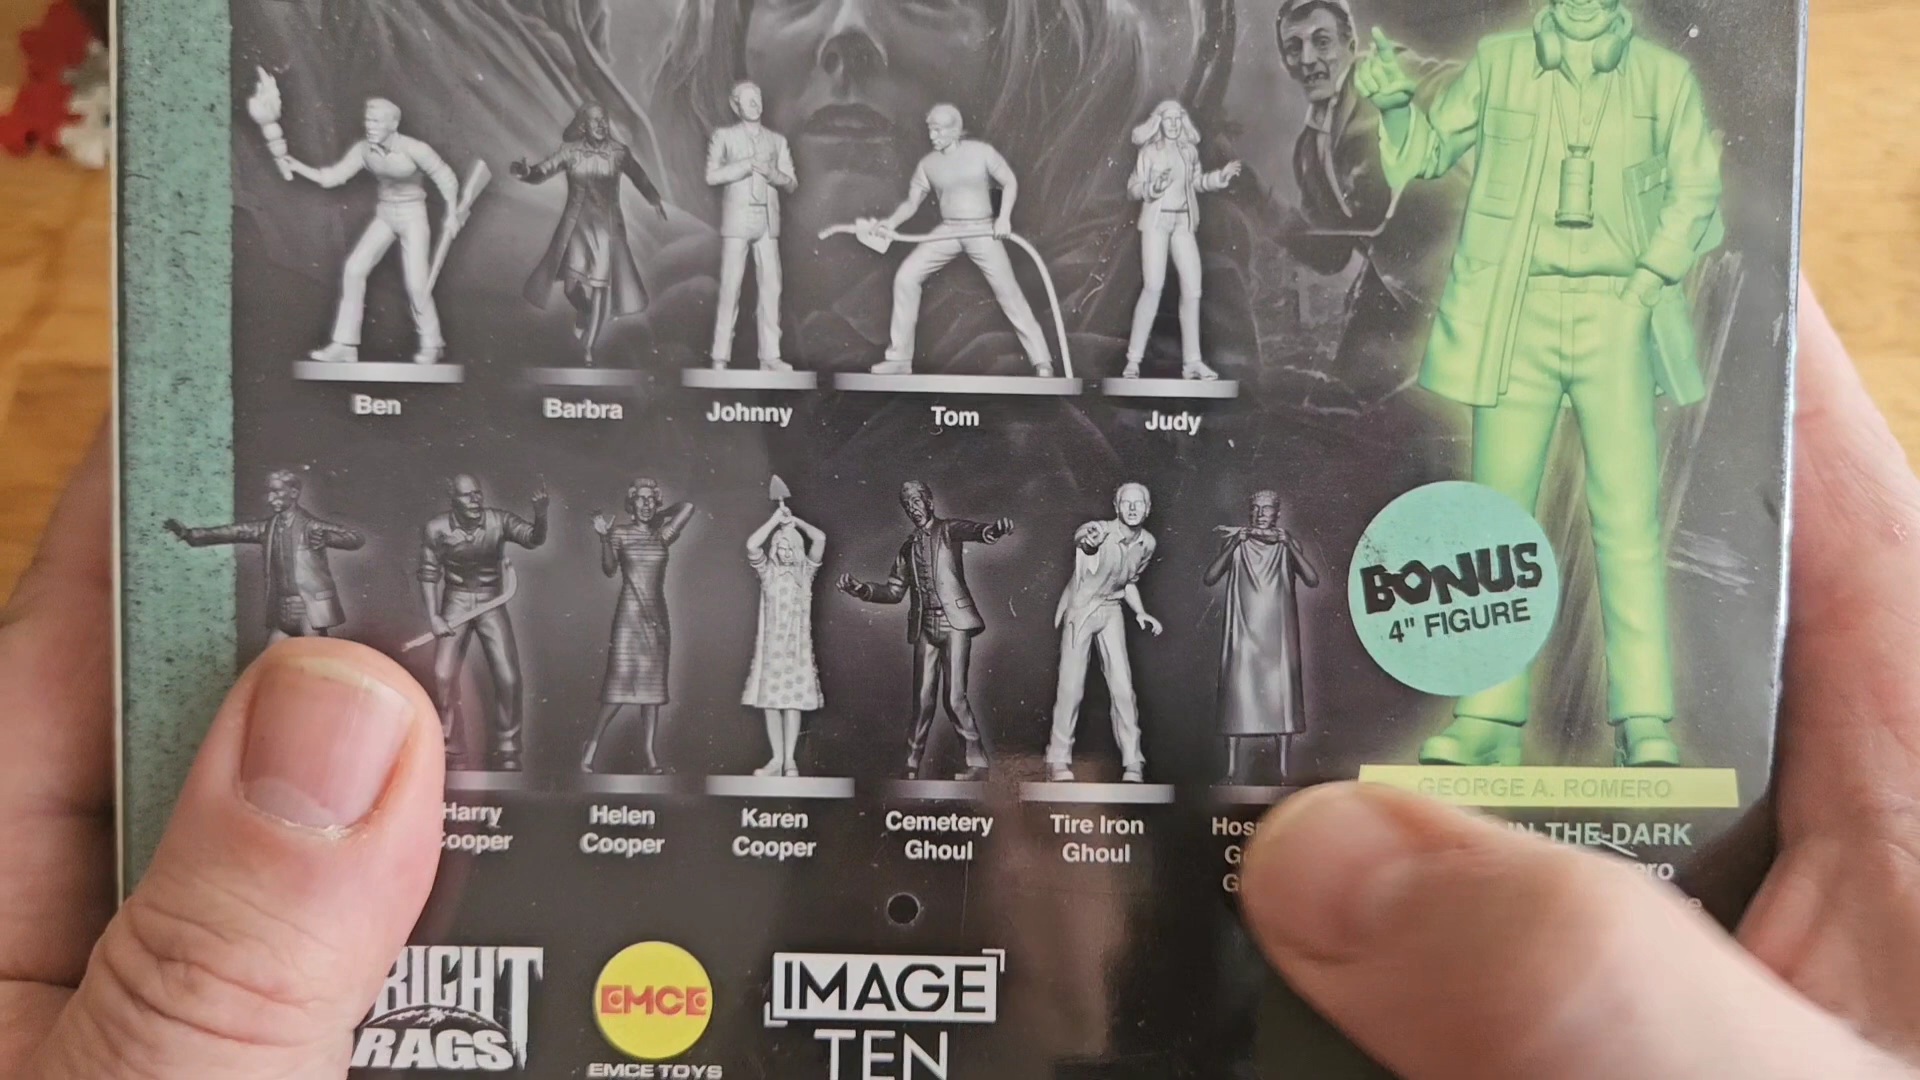 Ben
Barbra
Johnny
Tom
Judy
BONUS
4" FIGURE
GEORGE A. ROMERO
IN-THE-DARK
Harry
Cooper
Helen
Cooper
Karen
Cooper
Cemetery
Ghoul
Tire Iron
Ghoul
RAGS
EMCE
EMCE TOYS
IMAGE
TEN